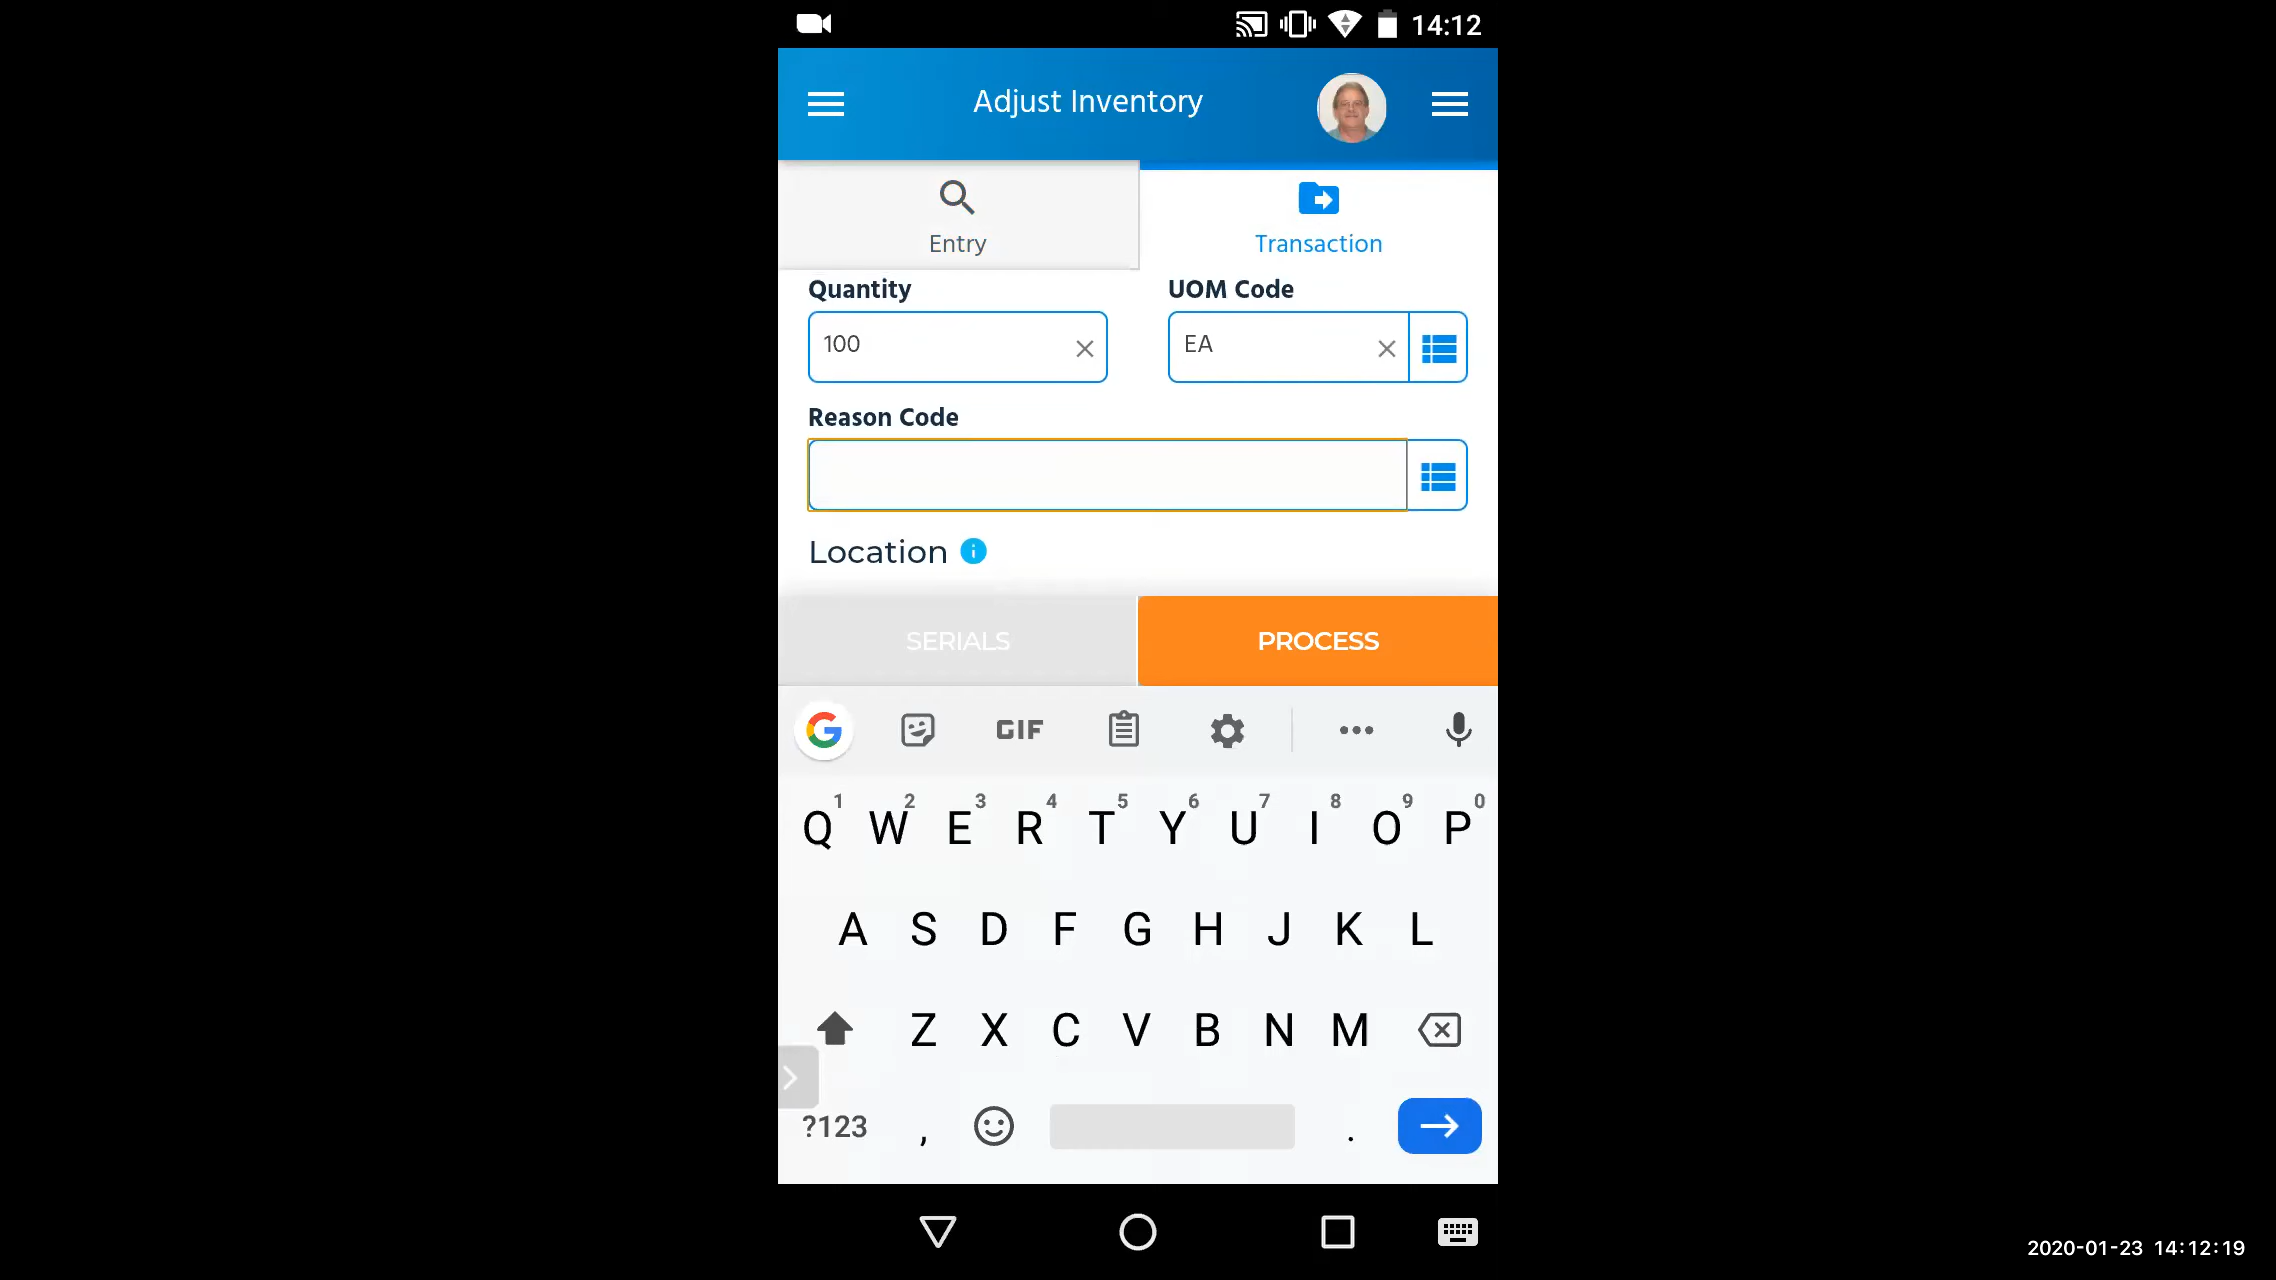 14:12
Adjust Inventory
Entry
Transaction
Quantity
UOM Code
100
EA
Reason Code
Location
SERIALS
PROCESS
GIF
1 2 3 4 5 6 7 8 9 0
Q W E R T Y U I O P
A S D F G H J K L
Z X C V B N M
?123 , .
2020-01-23 14:12:19